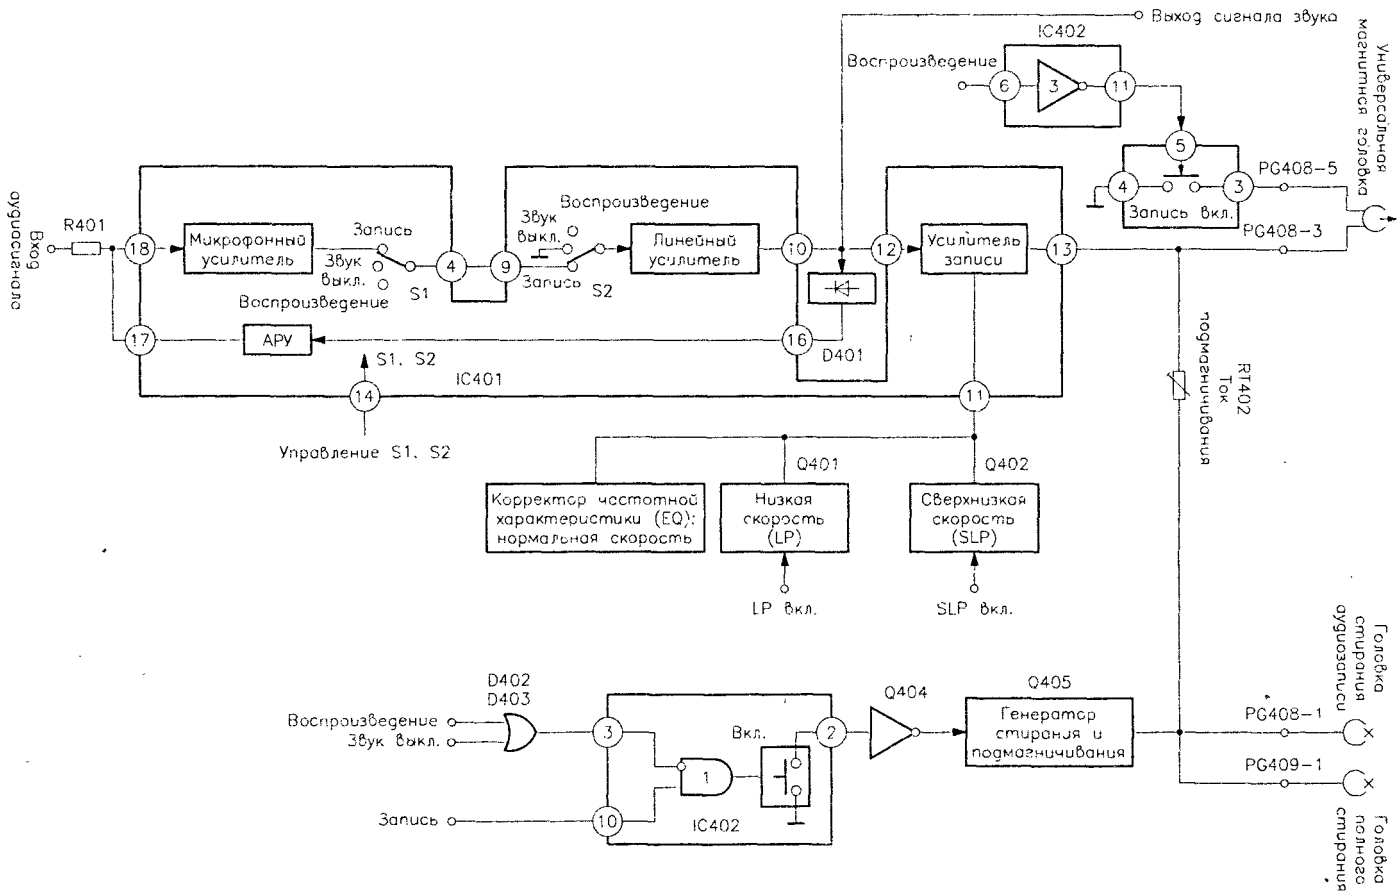 Выход сигнала звука
IC402
Воспроизведение
6
3
11
5
4
3
Запись вкл.
PG408-5
PG408-3
Универсальная
магнитная головка
Вход
аудиосигнала
R401
18
Микрофонный
усилитель
Запись
Звук
выкл.
Воспроизведение
S1
4
9
Воспроизведение
Звук
выкл.
Запись
S2
Линейный
усилитель
10
12
Усилитель
записи
13
17
АРУ
16
D401
S1, S2
IC401
14
11
Управление S1, S2
RT402
Ток
подмагничивания
Q401
Q402
Корректор частотной
характеристики (EQ):
нормальная скорость
Низкая
скорость
(LP)
Сверхнизкая
скорость
(SLP)
LP вкл.
SLP вкл.
D402
D403
Воспроизведение
Звук выкл.
Запись
3
10
1
Вкл.
IC402
2
Q404
Q405
Генератор
стирания и
подмагничивания
PG408-1
PG409-1
Головка
стирания
аудиозаписи
Головка
полного
стирания